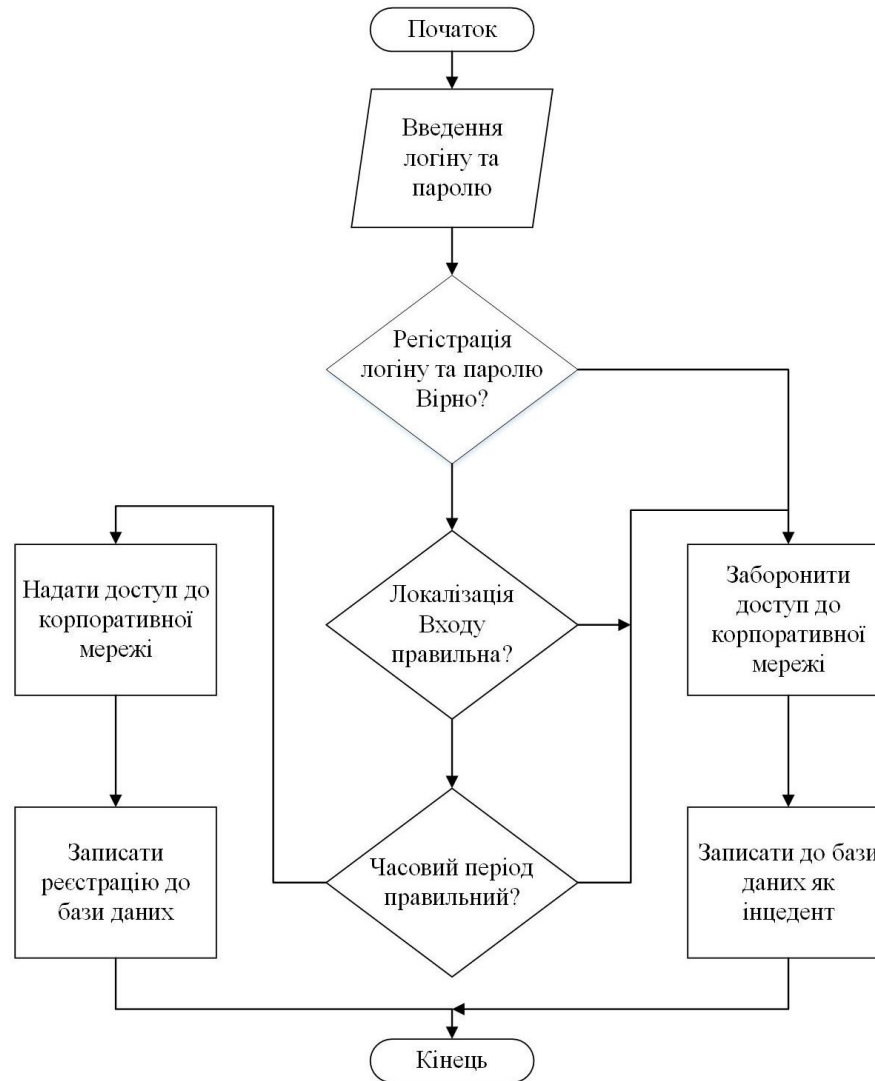 Початок
Введення
логіну та
паролю
Регістрація
логіну та паролю
Вірно?
Надати доступ до
корпоративної
мережі
Локалізація
Входу
правильна?
Заборонити
доступ до
корпоративної
мережі
Записати
реєстрацію до
бази даних
Часовий період
правильний?
Записати до бази
даних як
інцедент
Кінець